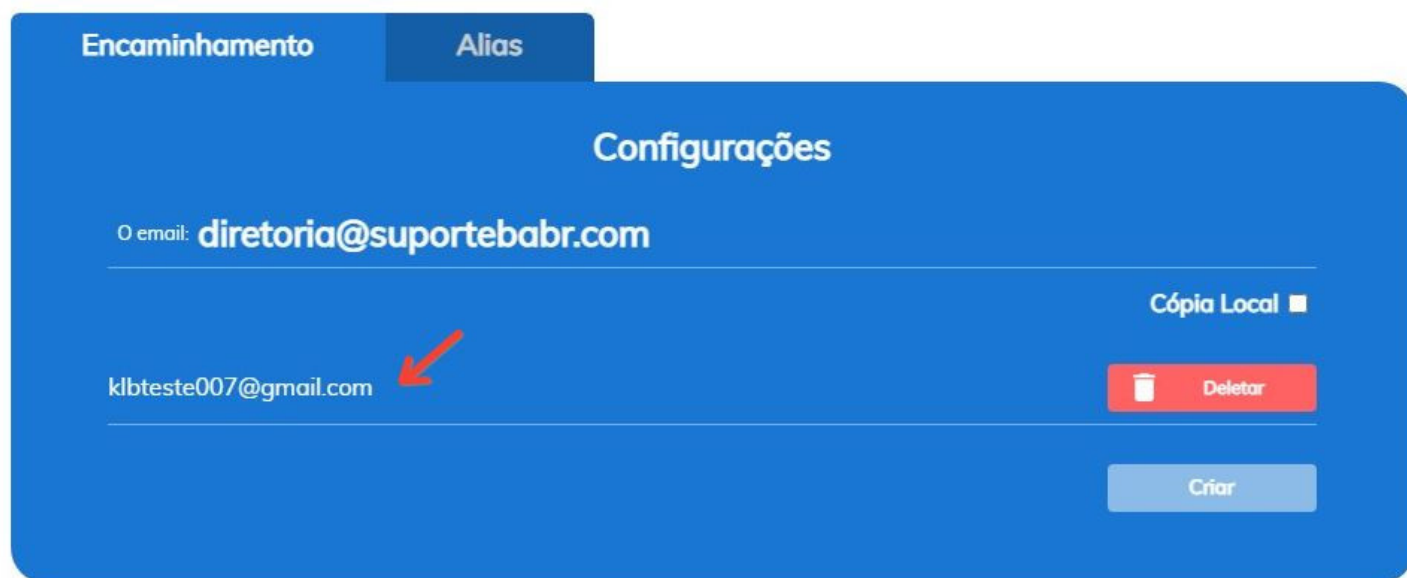 Encaminhamento Alias
Configurações
O email: diretoria@suportebabr.com
Cópia Local
klbteste007@gmail.com Deletar
Criar